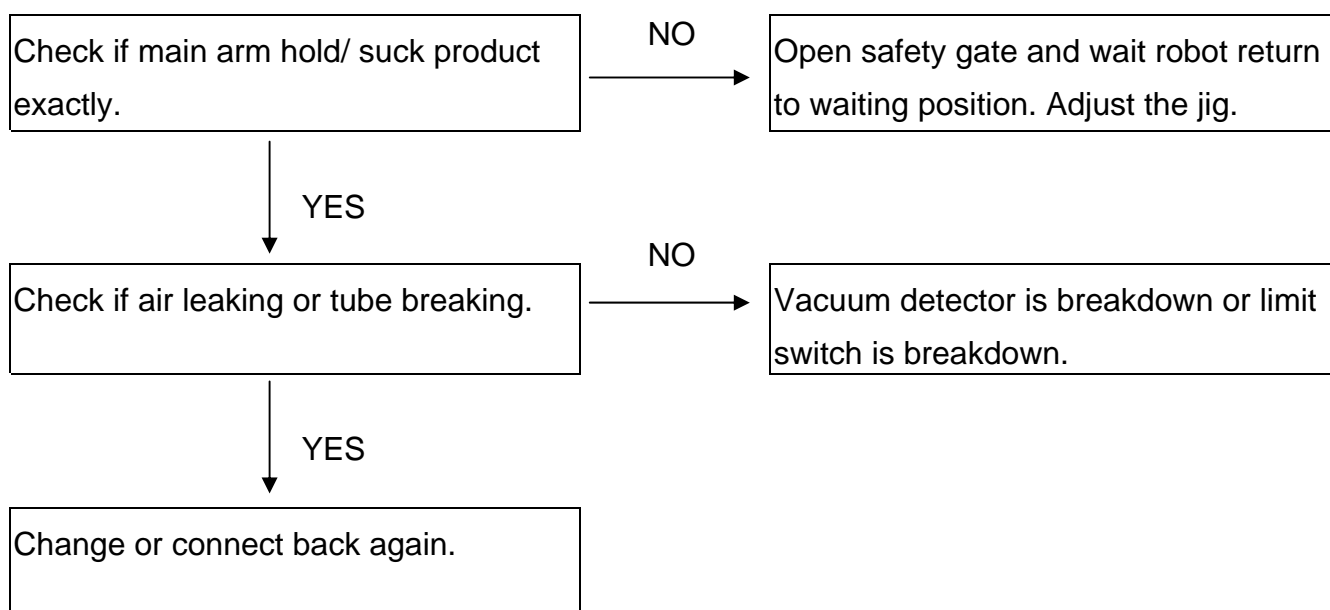 Check if main arm hold/ suck product
exactly.
NO
Open safety gate and wait robot return
to waiting position. Adjust the jig.
YES
Check if air leaking or tube breaking.
NO
Vacuum detector is breakdown or limit
switch is breakdown.
YES
Change or connect back again.